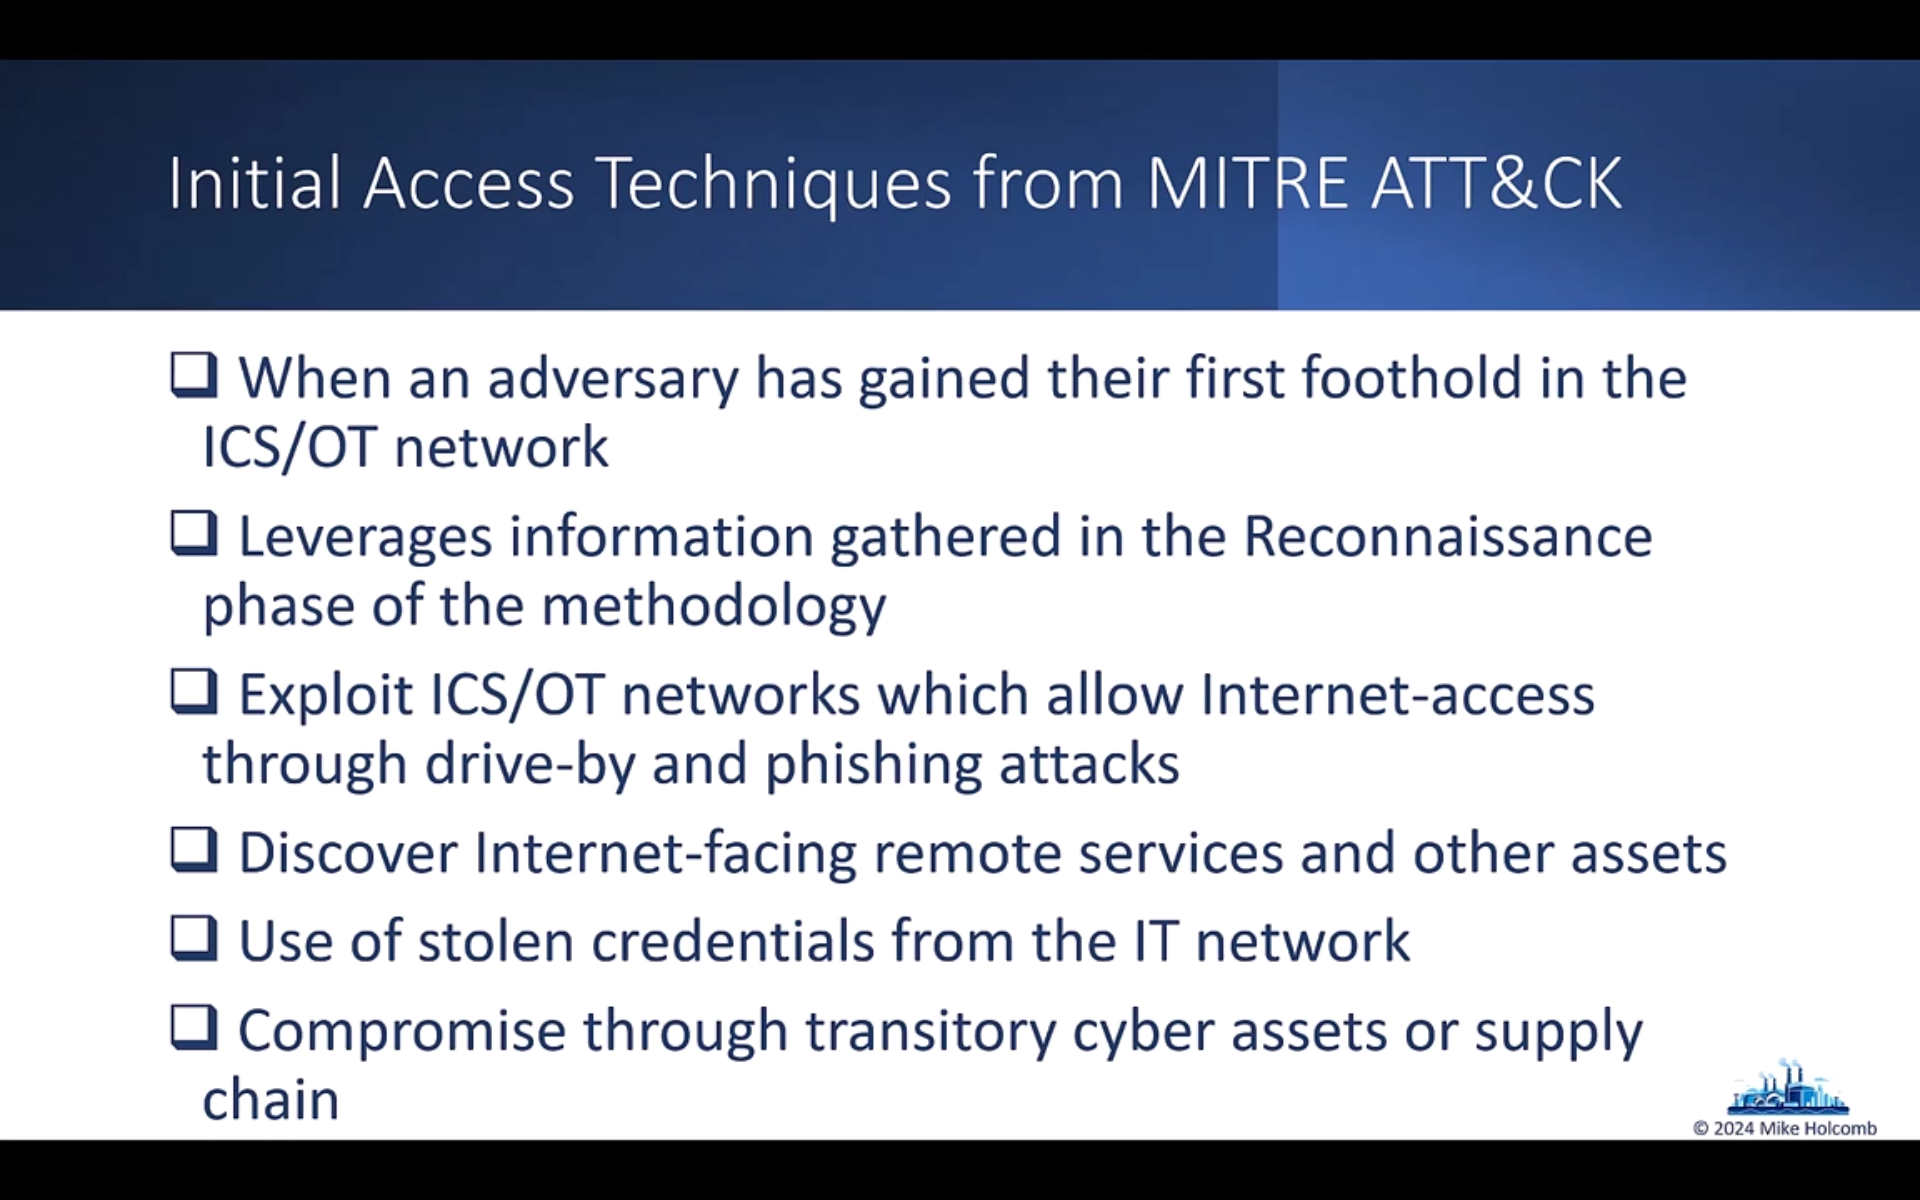 Initial Access Techniques from MITRE ATT&CK
When an adversary has gained their first foothold in the
ICS/OT network
Leverages information gathered in the Reconnaissance
phase of the methodology
Exploit ICS/OT networks which allow Internet-access
through drive-by and phishing attacks
Discover Internet-facing remote services and other assets
Use of stolen credentials from the IT network
Compromise through transitory cyber assets or supply
chain
© 2024 Mike Holcomb